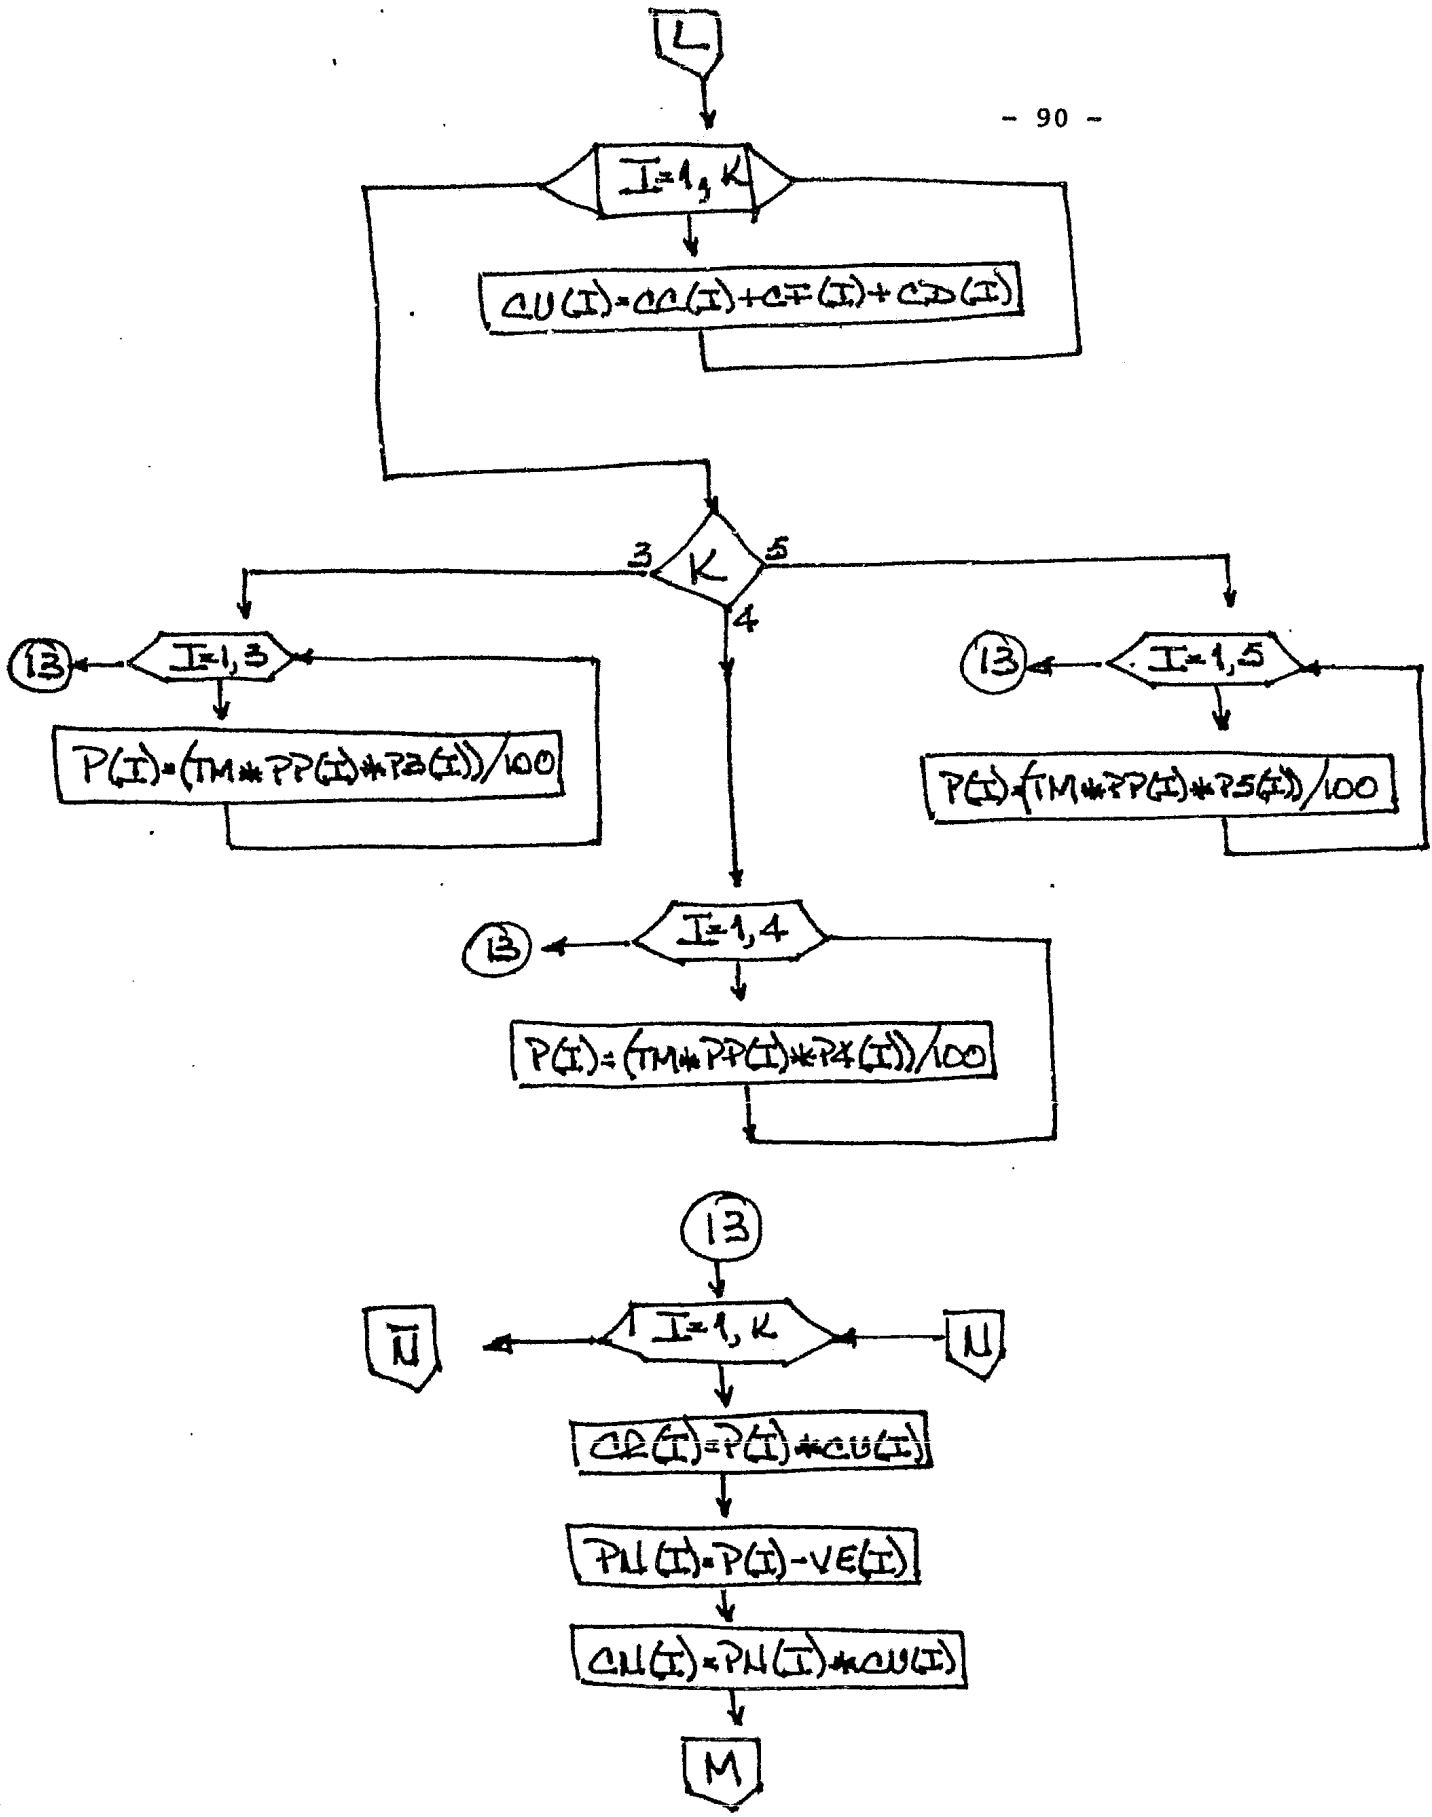 L
- 90 -
I=1, K
CU(I)=CC(I)+CF(I)+CD(I)
3
K
5
4
13
I=1, 3
13
I=1, 5
P(I)=(TM*PP(I)*P3(I))/100
P(I)=(TM*PP(I)*P5(I))/100
13
I=1, 4
P(I)=(TM*PP(I)*P4(I))/100
13
Ñ
I=1, K
N
CR(I)=P(I)*CU(I)
PN(I)=P(I)-VE(I)
CN(I)=PN(I)*CU(I)
M